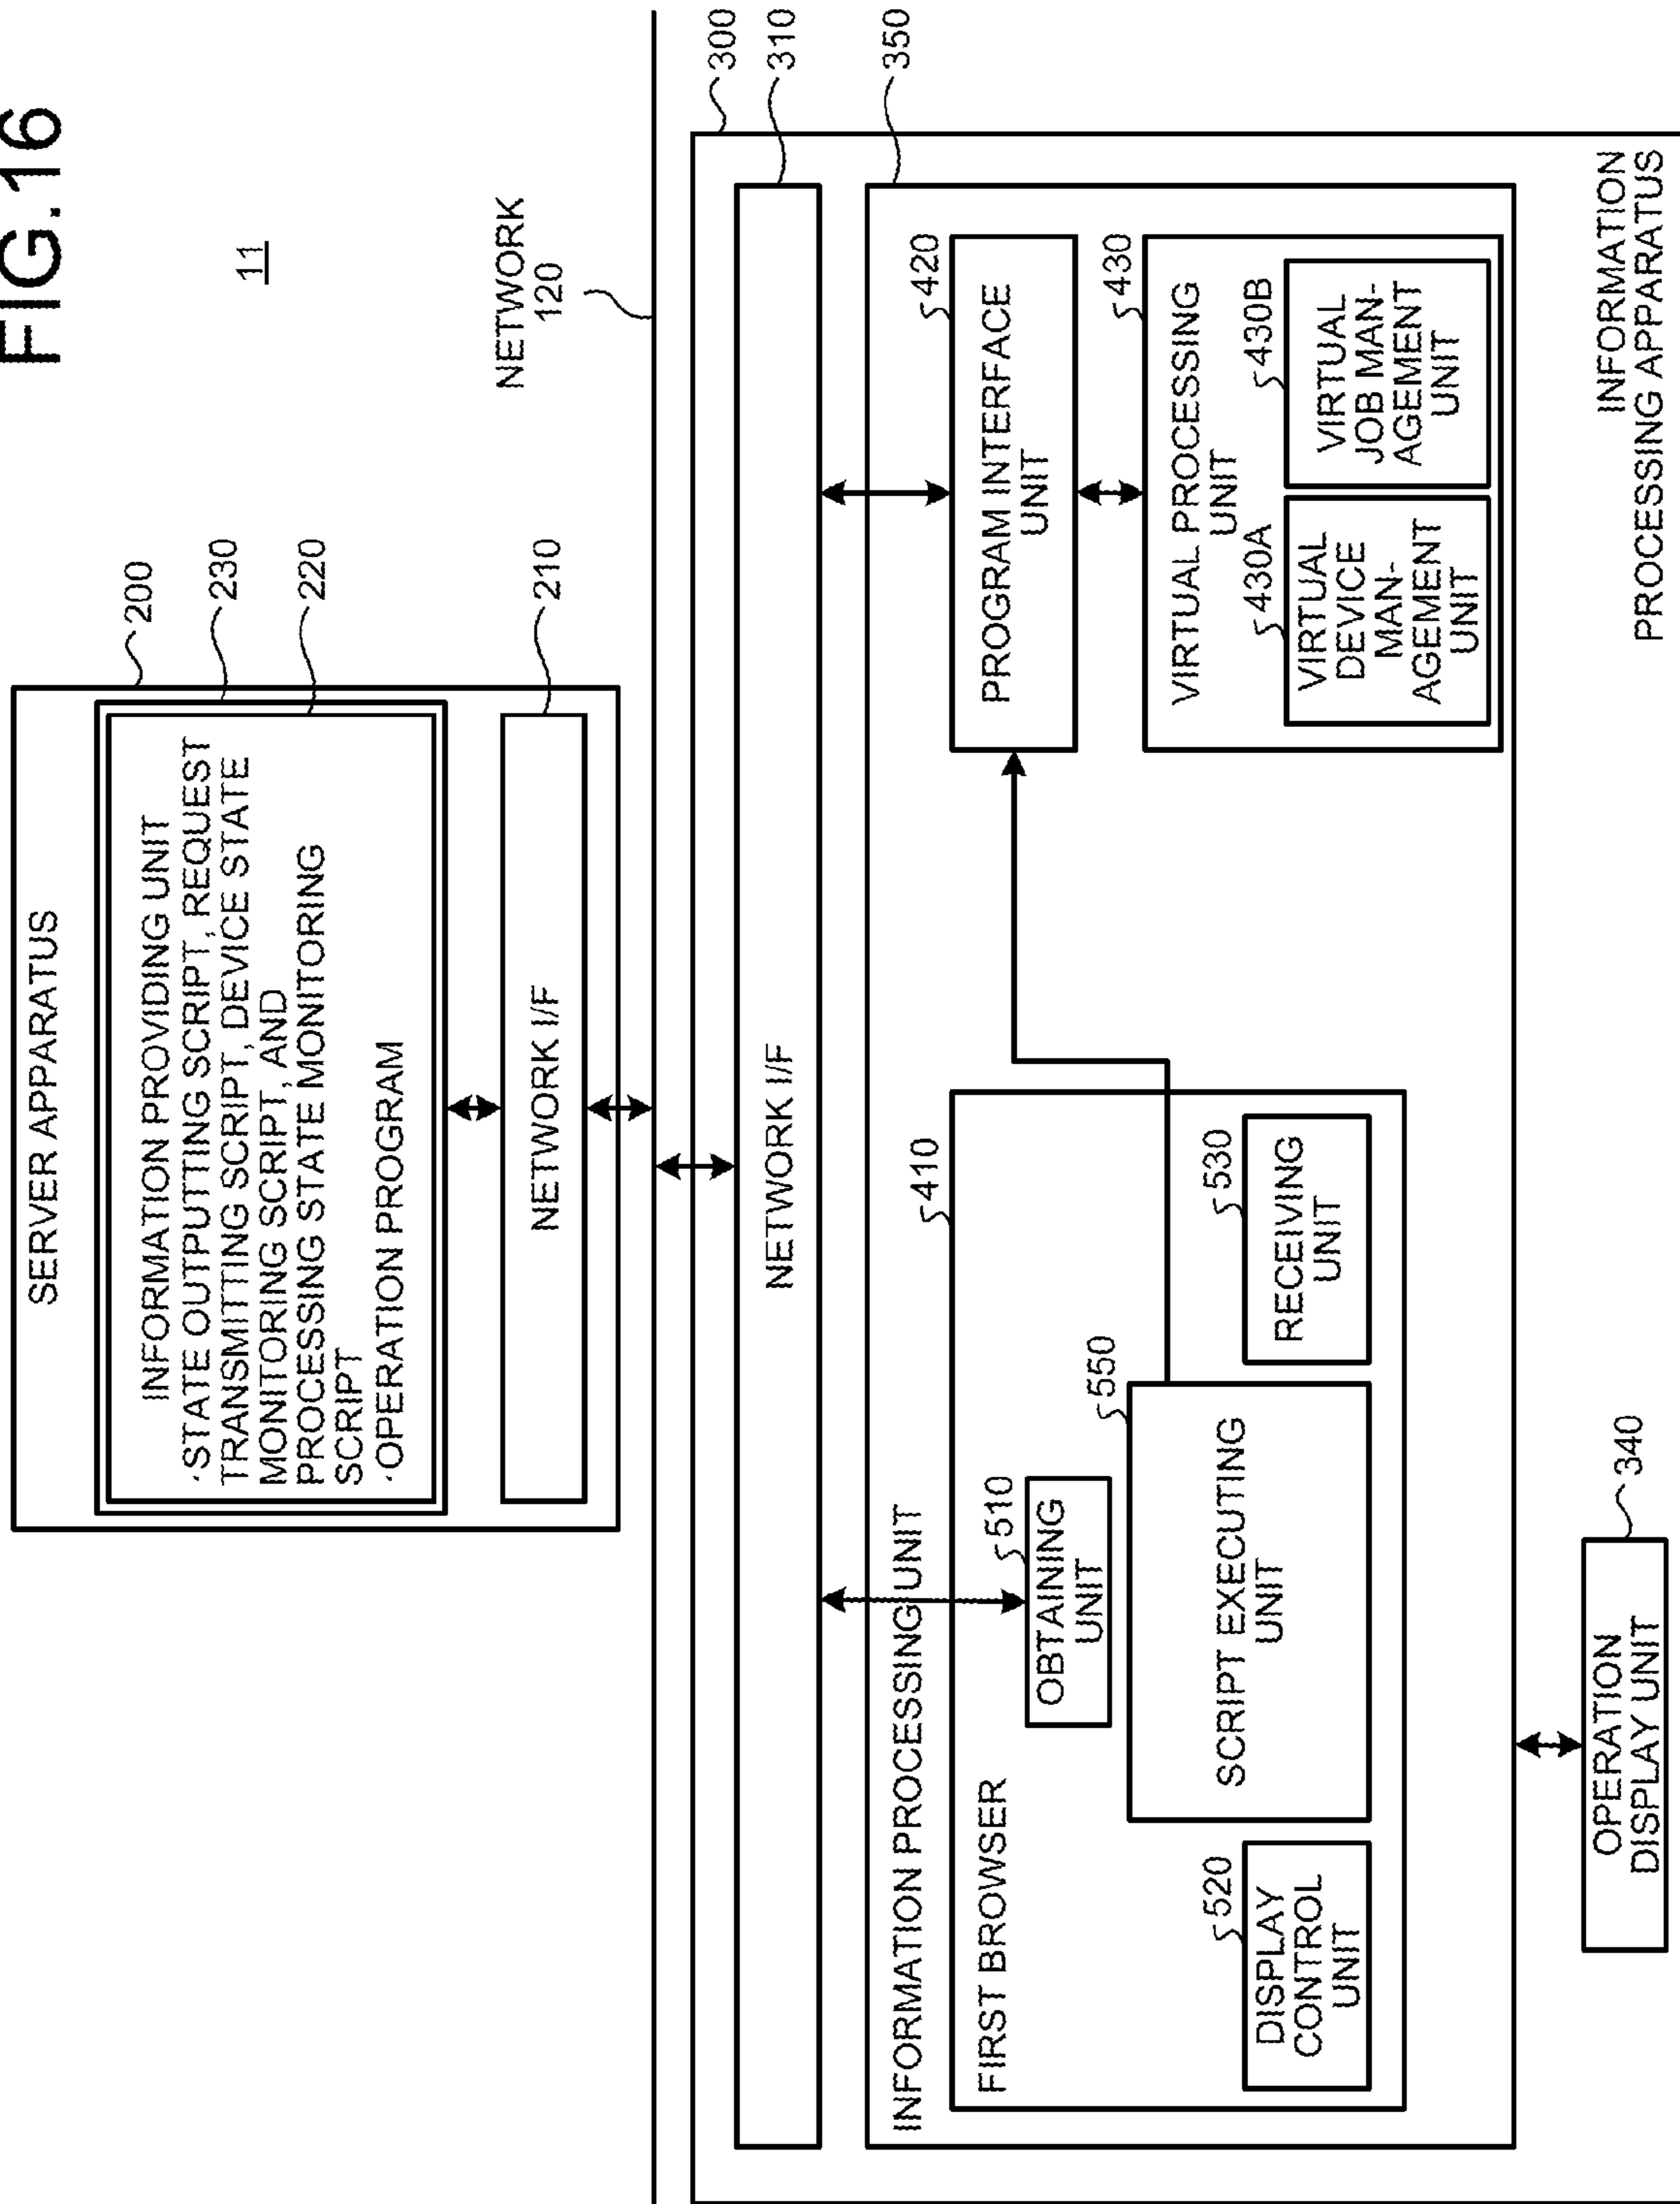 FIG.16
11
SERVER APPARATUS
200
INFORMATION PROVIDING UNIT
·STATE OUTPUTTING SCRIPT, REQUEST
TRANSMITTING SCRIPT, DEVICE STATE
MONITORING SCRIPT, AND
PROCESSING STATE MONITORING
SCRIPT
·OPERATION PROGRAM
230
220
NETWORK I/F
210
NETWORK
120
300
NETWORK I/F
310
INFORMATION PROCESSING UNIT
350
FIRST BROWSER
410
OBTAINING
UNIT
510
SCRIPT EXECUTING
UNIT
550
DISPLAY
CONTROL
UNIT
520
RECEIVING
UNIT
530
PROGRAM INTERFACE
UNIT
420
VIRTUAL PROCESSING
UNIT
430
VIRTUAL
DEVICE
MAN-
AGEMENT
UNIT
430A
VIRTUAL
JOB MAN-
AGEMENT
UNIT
430B
OPERATION
DISPLAY UNIT
340
INFORMATION
PROCESSING APPARATUS